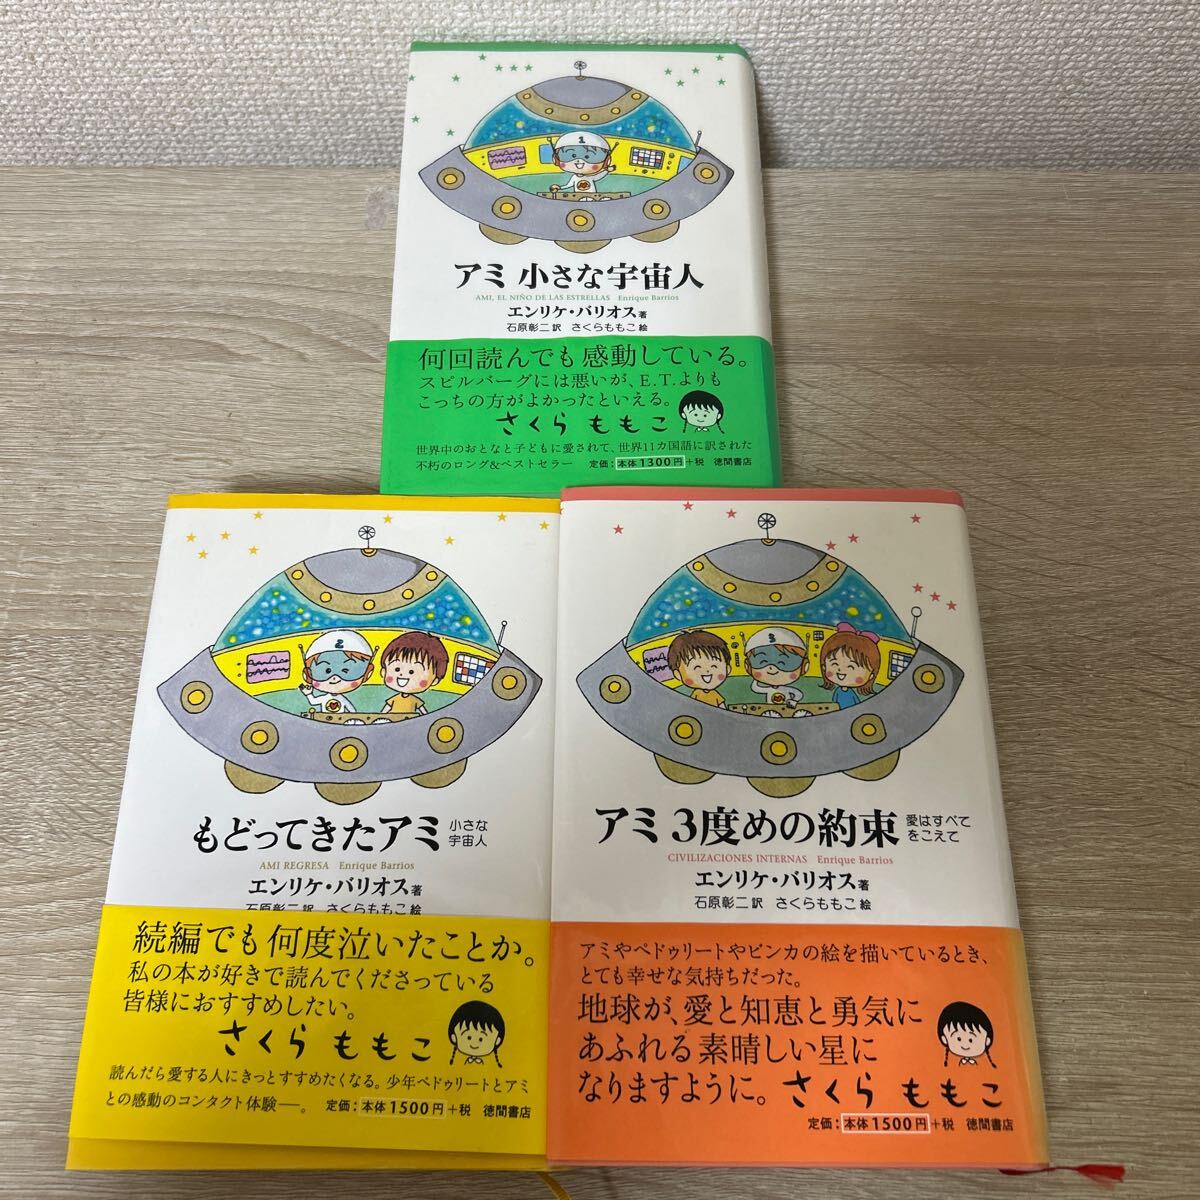 1
アミ 小さな宇宙人
AMI, EL NIÑO DE LAS ESTRELLAS Enrique Barrios
エンリケ・バリオス 著
石原彰二 訳 さくらももこ 絵
何回読んでも感動している。
スピルバーグには悪いが、E.T.よりも
こっちの方がよかったといえる。
さくらももこ
世界中のおとなと子どもに愛されて、世界11カ国語に訳された
不朽のロング&ベストセラー 定価：本体1300円+税 徳間書店
2
もどってきたアミ 小さな
宇宙人
AMI REGRESA Enrique Barrios
エンリケ・バリオス 著
石原彰二 訳 さくらももこ 絵
続編でも何度泣いたことか。
私の本が好きで読んでくださっている
皆様におすすめしたい。
さくらももこ
読んだら愛する人にきっとすすめたくなる。少年ペドゥリートとアミ
との感動のコンタクト体験―。 定価：本体1500円+税 徳間書店
3
アミ 3度めの約束 愛はすべて
をこえて
CIVILIZACIONES INTERNAS Enrique Barrios
エンリケ・バリオス 著
石原彰二 訳 さくらももこ 絵
アミやペドゥリートやビンカの絵を描いているとき、
とても幸せな気持ちだった。
地球が、愛と知恵と勇気に
あふれる素晴しい星に
なりますように。さくらももこ
定価：本体1500円+税 徳間書店